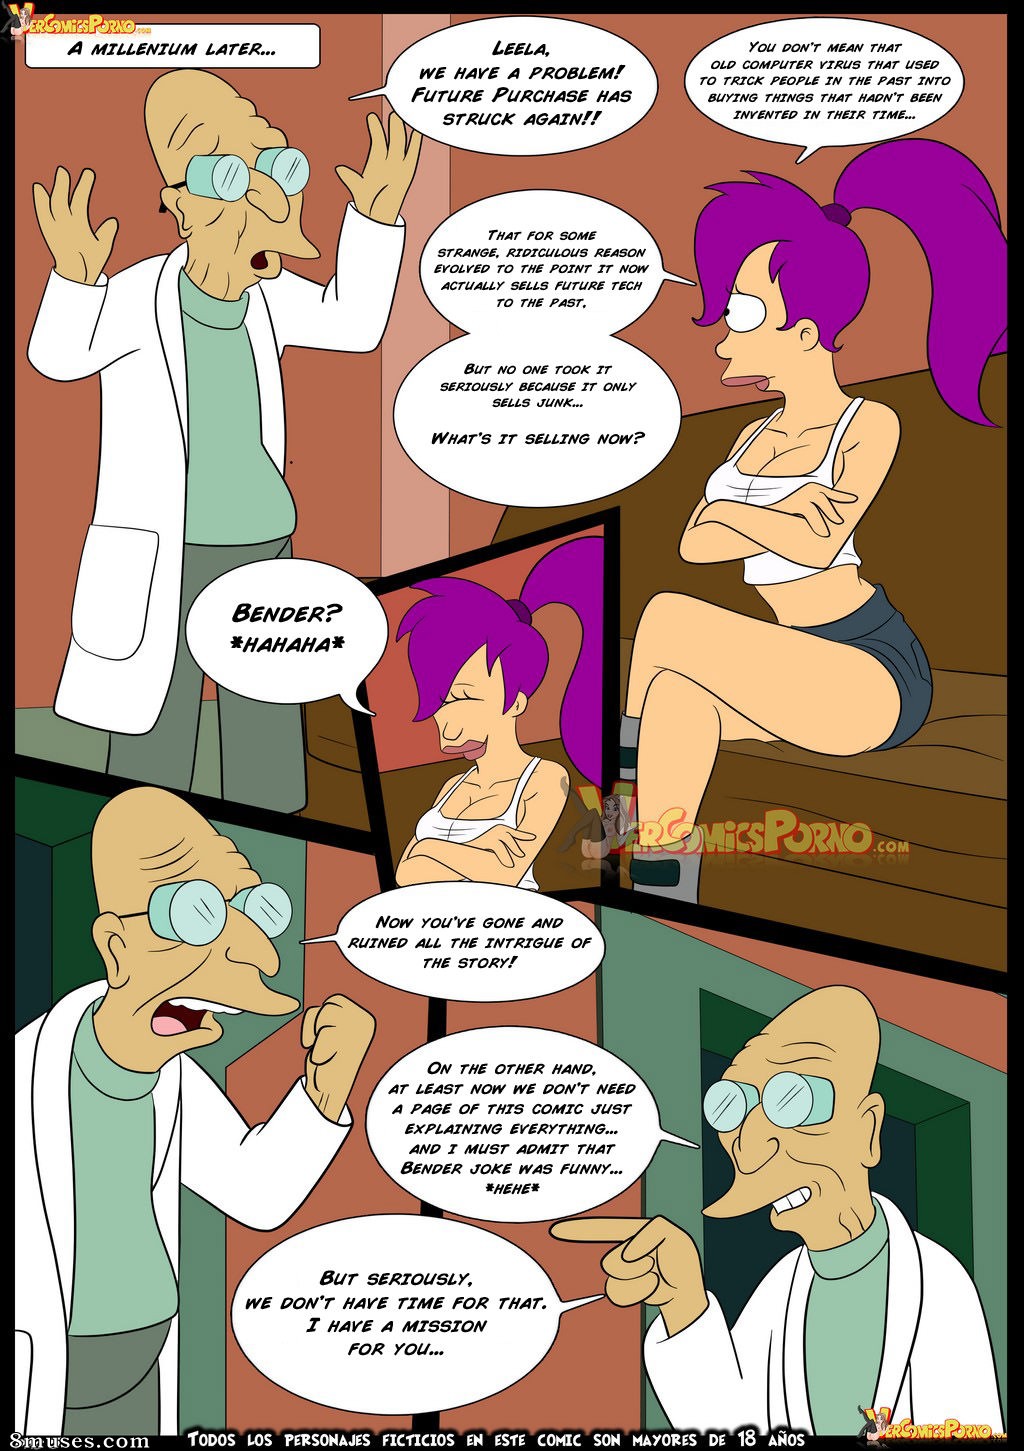 VerComicsPorno.com
A MILLENIUM LATER...
LEELA,
WE HAVE A PROBLEM!
FUTURE PURCHASE HAS
STRUCK AGAIN!!
YOU DON'T MEAN THAT
OLD COMPUTER VIRUS THAT USED
TO TRICK PEOPLE IN THE PAST INTO
BUYING THINGS THAT HADN'T BEEN
INVENTED IN THEIR TIME...
THAT FOR SOME
STRANGE, RIDICULOUS REASON
EVOLVED TO THE POINT IT NOW
ACTUALLY SELLS FUTURE TECH
TO THE PAST.
BUT NO ONE TOOK IT
SERIOUSLY BECAUSE IT ONLY
SELLS JUNK...
WHAT'S IT SELLING NOW?
BENDER?
*HAHAHA*
VerComicsPorno.com
NOW YOU'VE GONE AND
RUINED ALL THE INTRIGUE OF
THE STORY!
ON THE OTHER HAND,
AT LEAST NOW WE DON'T NEED
A PAGE OF THIS COMIC JUST
EXPLAINING EVERYTHING...
AND I MUST ADMIT THAT
BENDER JOKE WAS FUNNY...
*HEHE*
BUT SERIOUSLY,
WE DON'T HAVE TIME FOR THAT.
I HAVE A MISSION
FOR YOU...
VerComicsPorno.com
8muses.com
TODOS LOS PERSONAJES FICTICIOS EN ESTE COMIC SON MAYORES DE 18 AÑOS